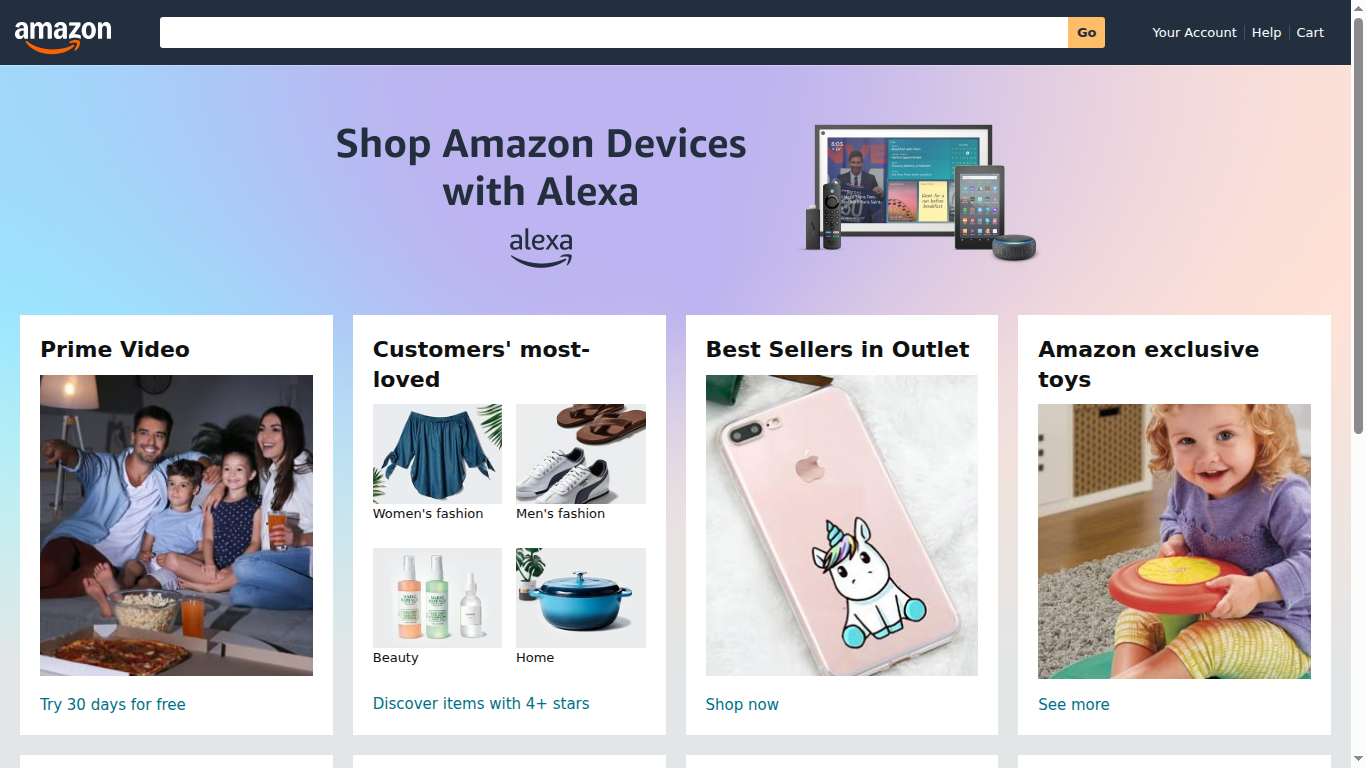 amazon
Go
Your Account
Help
Cart
Shop Amazon Devices
with Alexa
alexa
8:03
Prime Video
Customers' most-
loved
Best Sellers in Outlet
Amazon exclusive
toys
Women's fashion
Men's fashion
Beauty
Home
Try 30 days for free
Discover items with 4+ stars
Shop now
See more